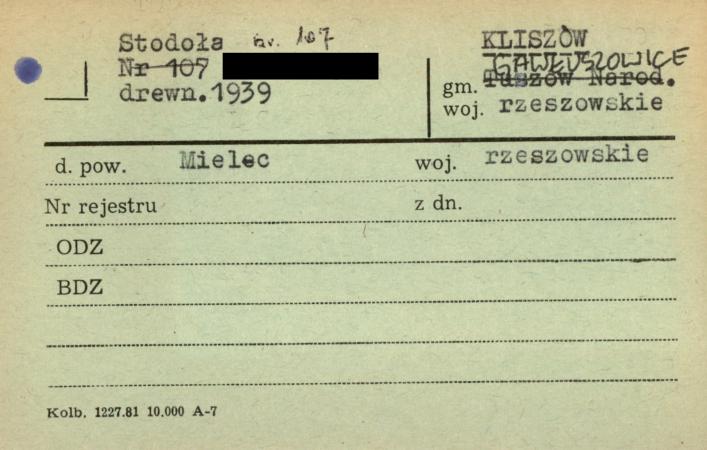 Stodoła nr. 107
Nr 107
drewn. 1939
KLISZÓW
GAWŁUSZOWICE
gm. Tuszów Narod.
woj. rzeszowskie
d. pow. Mielec woj. rzeszowskie
Nr rejestru z dn.
ODZ
BDZ
Kolb. 1227.81 10.000 A-7